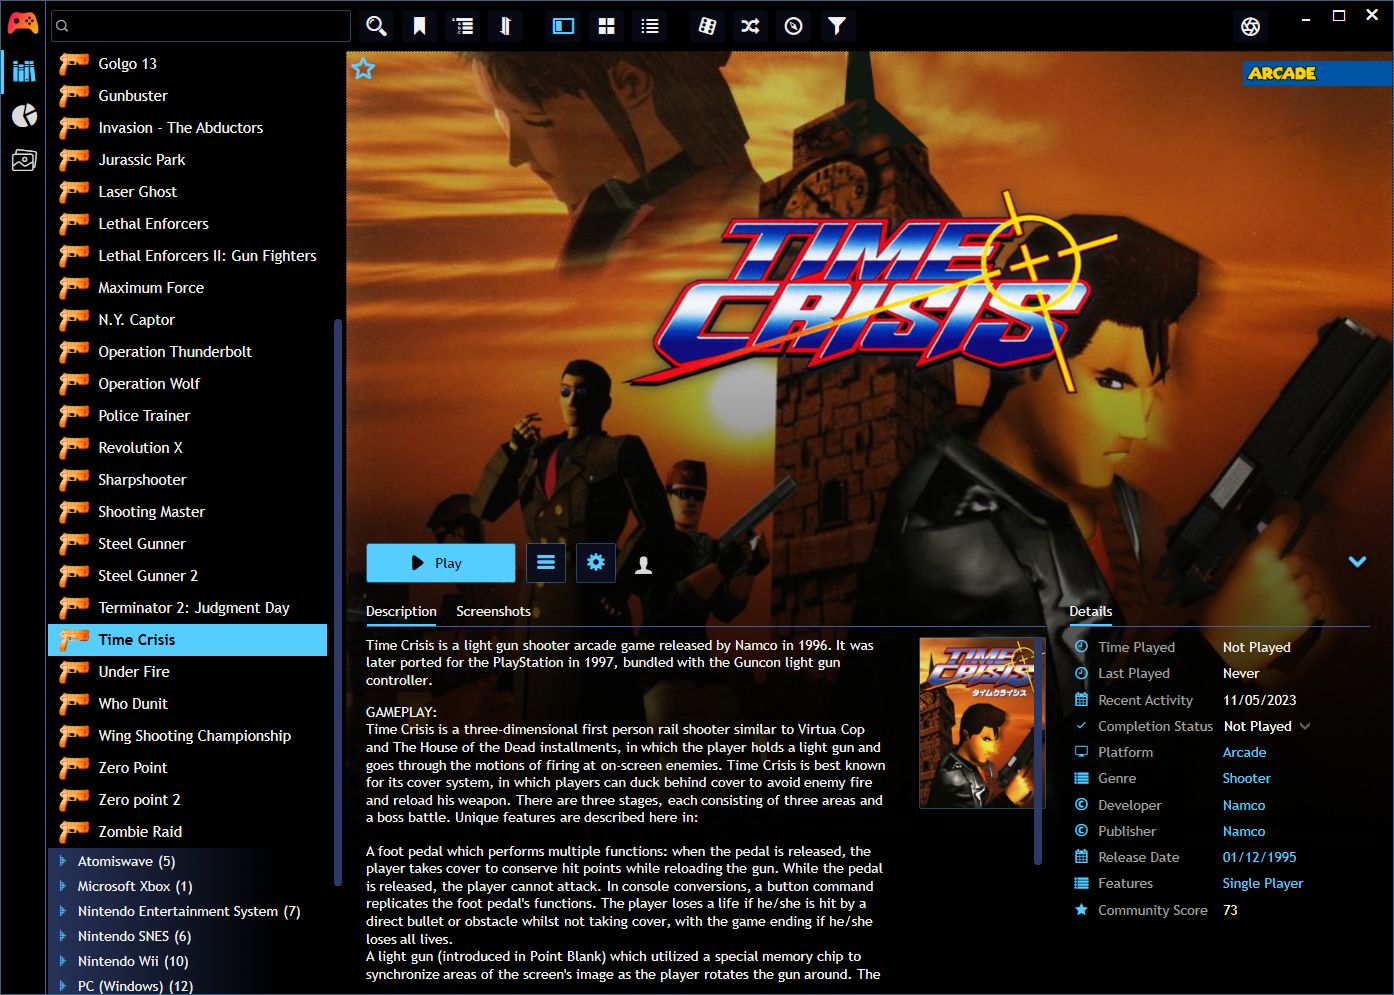 Golgo 13
Gunbuster
Invasion - The Abductors
Jurassic Park
Laser Ghost
Lethal Enforcers
Lethal Enforcers II: Gun Fighters
Maximum Force
N.Y. Captor
Operation Thunderbolt
Operation Wolf
Police Trainer
Revolution X
Sharpshooter
Shooting Master
Steel Gunner
Steel Gunner 2
Terminator 2: Judgment Day
Time Crisis
Under Fire
Who Dunit
Wing Shooting Championship
Zero Point
Zero point 2
Zombie Raid
Atomiswave (5)
Microsoft Xbox (1)
Nintendo Entertainment System (7)
Nintendo SNES (6)
Nintendo Wii (10)
PC (Windows) (12)
ARCADE
TIME
CRISIS
Play
Description Screenshots
Time Crisis is a light gun shooter arcade game released by Namco in 1996. It was
later ported for the PlayStation in 1997, bundled with the Guncon light gun
controller.
GAMEPLAY:
Time Crisis is a three-dimensional first person rail shooter similar to Virtua Cop
and The House of the Dead installments, in which the player holds a light gun and
goes through the motions of firing at on-screen enemies. Time Crisis is best known
for its cover system, in which players can duck behind cover to avoid enemy fire
and reload his weapon. There are three stages, each consisting of three areas and
a boss battle. Unique features are described here in:
A foot pedal which performs multiple functions: when the pedal is released, the
player takes cover to conserve hit points while reloading the gun. While the pedal
is released, the player cannot attack. In console conversions, a button command
replicates the foot pedal's functions. The player loses a life if he/she is hit by a
direct bullet or obstacle whilst not taking cover, with the game ending if he/she
loses all lives.
A light gun (introduced in Point Blank) which utilized a special memory chip to
synchronize areas of the screen's image as the player rotates the gun around. The
TIME
CRISIS
タイムクライシス
Details
Time Played Not Played
Last Played Never
Recent Activity 11/05/2023
Completion Status Not Played
Platform Arcade
Genre Shooter
Developer Namco
Publisher Namco
Release Date 01/12/1995
Features Single Player
Community Score 73